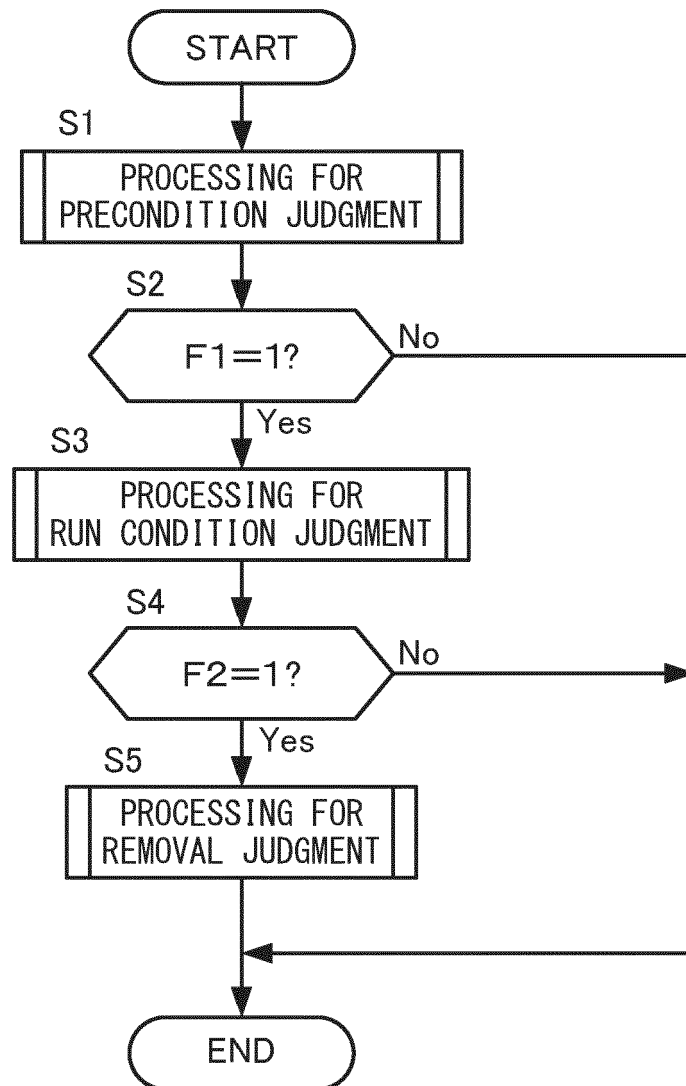 START
S1
PROCESSING FOR
PRECONDITION JUDGMENT
S2
F1=1?
No
Yes
S3
PROCESSING FOR
RUN CONDITION JUDGMENT
S4
F2=1?
No
Yes
S5
PROCESSING FOR
REMOVAL JUDGMENT
END